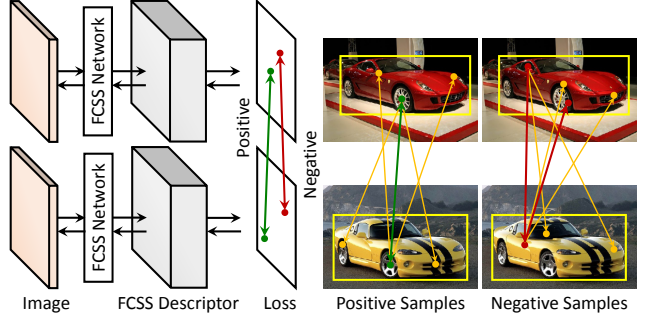 FCSS Network
Positive
Negative
FCSS Network
Image
FCSS Descriptor
Loss
Positive Samples
Negative Samples